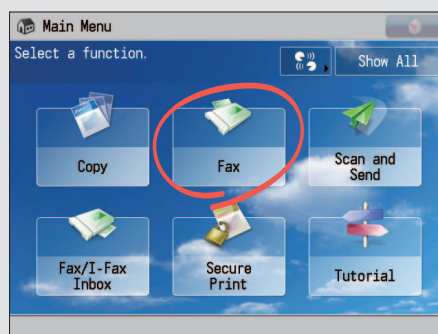 Main Menu
Select a function.
Show All
Copy
Fax
Scan and
Send
Fax/I-Fax
Inbox
Secure
Print
Tutorial